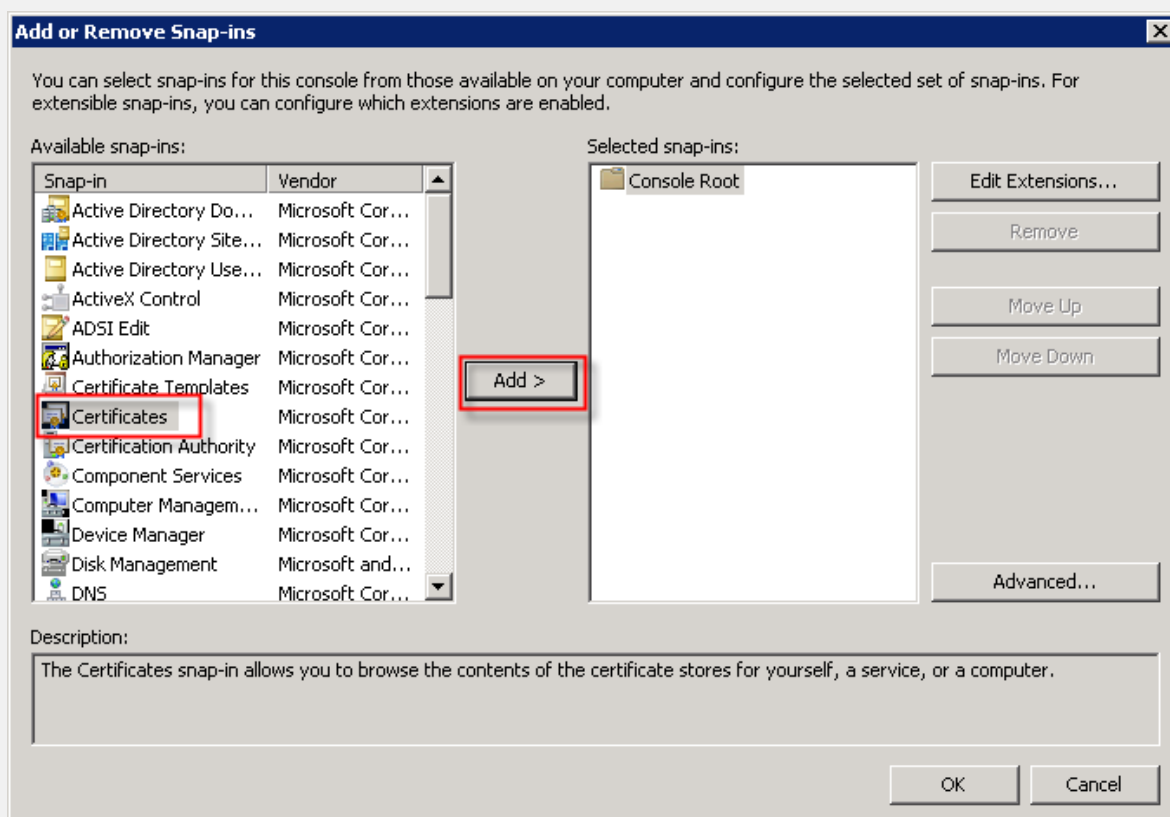 Add or Remove Snap-ins
You can select snap-ins for this console from those available on your computer and configure the selected set of snap-ins. For
extensible snap-ins, you can configure which extensions are enabled.
Available snap-ins:
Snap-in Vendor
Active Directory Do... Microsoft Cor...
Active Directory Site... Microsoft Cor...
Active Directory Use... Microsoft Cor...
ActiveX Control Microsoft Cor...
ADSI Edit Microsoft Cor...
Authorization Manager Microsoft Cor...
Certificate Templates Microsoft Cor...
Certificates Microsoft Cor...
Certification Authority Microsoft Cor...
Component Services Microsoft Cor...
Computer Managem... Microsoft Cor...
Device Manager Microsoft Cor...
Disk Management Microsoft and...
DNS Microsoft Cor...
Add >
Selected snap-ins:
Console Root
Edit Extensions...
Remove
Move Up
Move Down
Advanced...
Description:
The Certificates snap-in allows you to browse the contents of the certificate stores for yourself, a service, or a computer.
OK Cancel